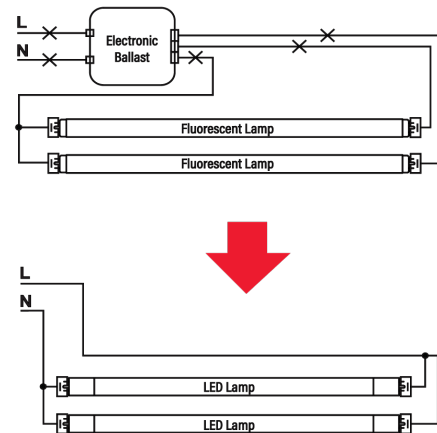 L
N
Electronic
Ballast
Fluorescent Lamp
Fluorescent Lamp
L
N
LED Lamp
LED Lamp